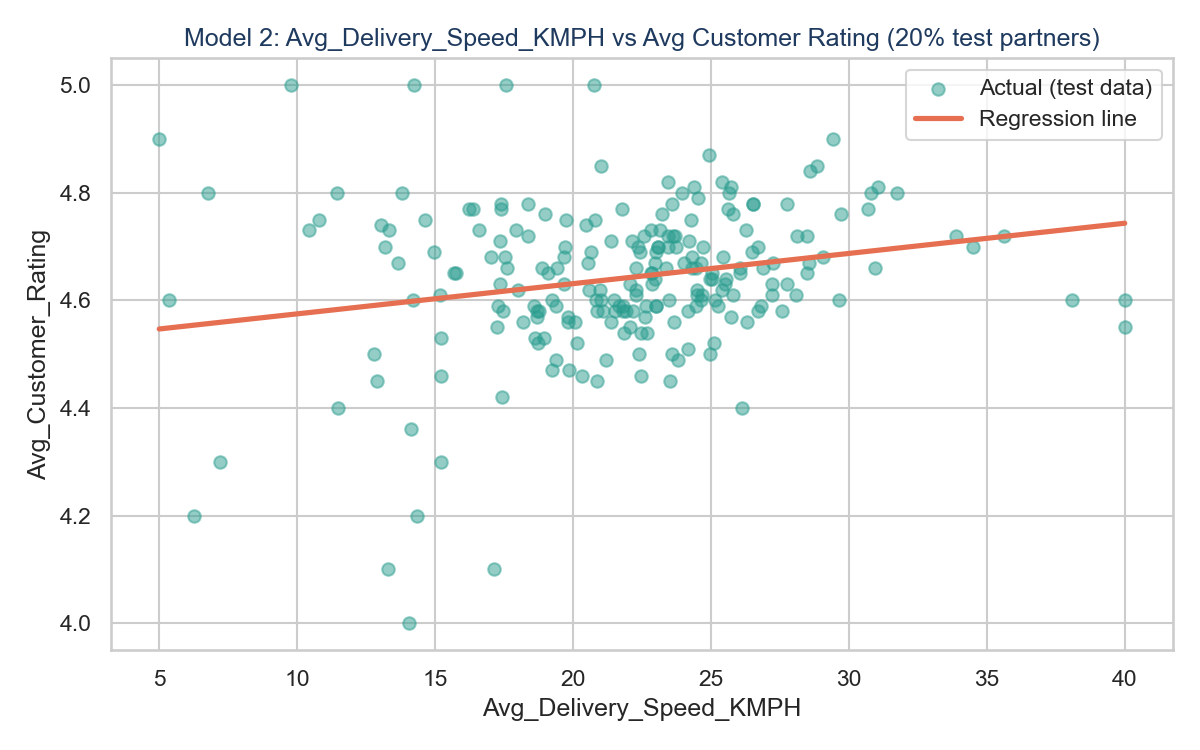 Model 2: Avg_Delivery_Speed_KMPH vs Avg Customer Rating (20% test partners)
Actual (test data)
Regression line
Avg_Customer_Rating
5.0
4.8
4.6
4.4
4.2
4.0
5 10 15 20 25 30 35 40
Avg_Delivery_Speed_KMPH